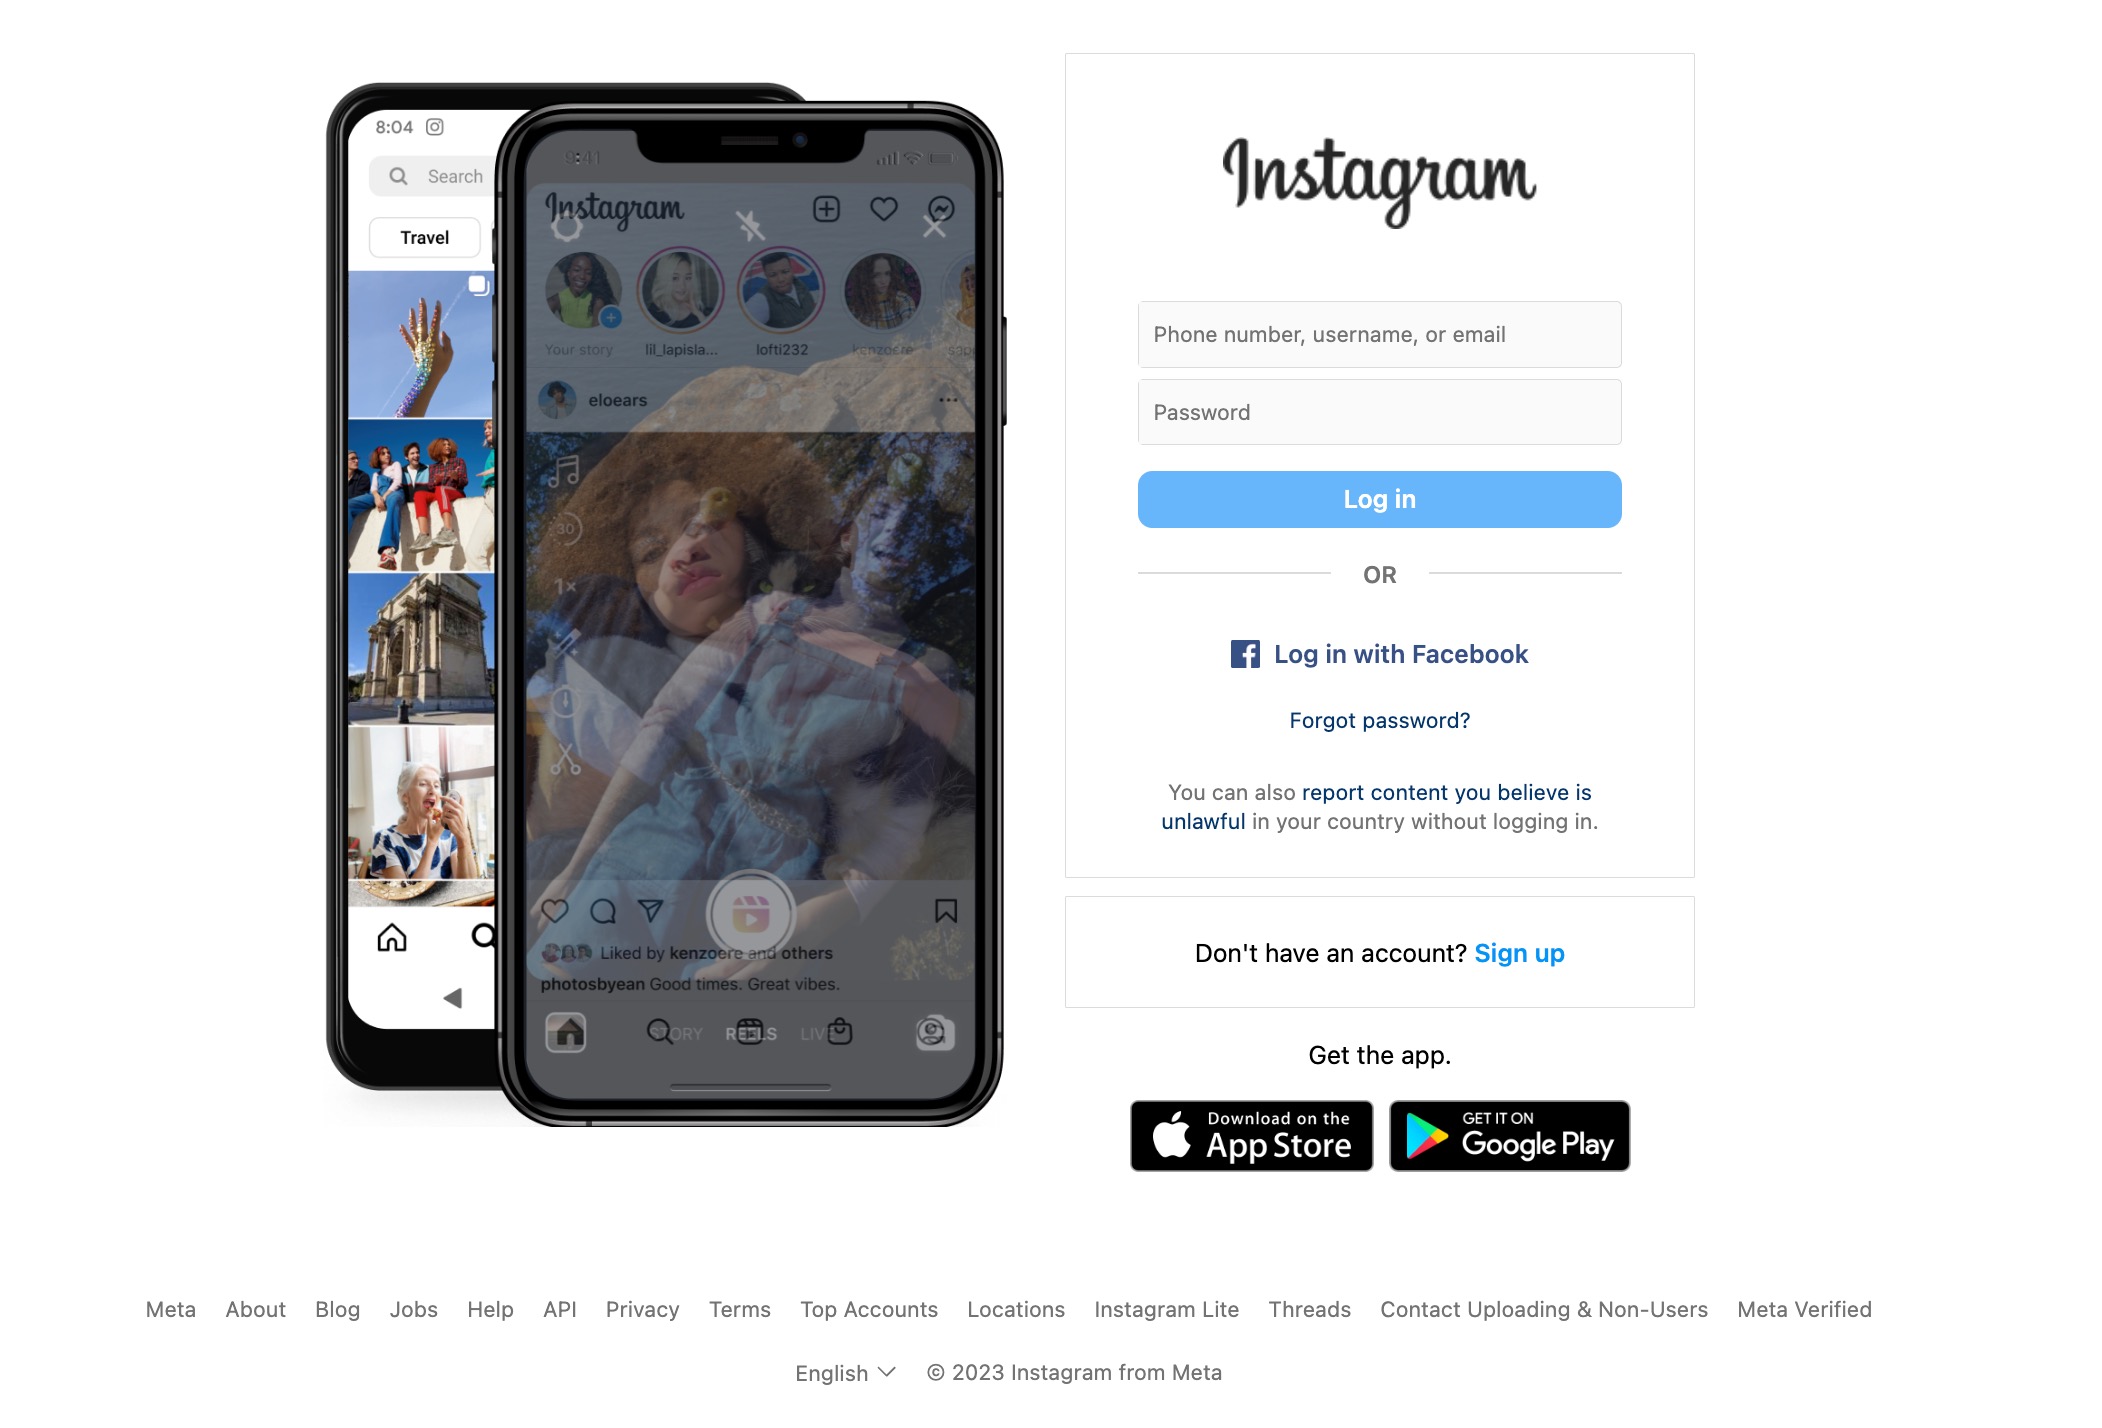 8:04
Search
Travel
9:41
Instagram
Your story lil_lapisla... lofti232 kenzoere
eloears
30
1x
Liked by kenzoere and others
photosbyean Good times. Great vibes.
STORY REELS LIVE
Instagram
Phone number, username, or email
Password
Log in
OR
Log in with Facebook
Forgot password?
You can also report content you believe is
unlawful in your country without logging in.
Don't have an account? Sign up
Get the app.
Download on the
App Store
GET IT ON
Google Play
Meta About Blog Jobs Help API Privacy Terms Top Accounts Locations Instagram Lite Threads Contact Uploading & Non-Users Meta Verified
English © 2023 Instagram from Meta